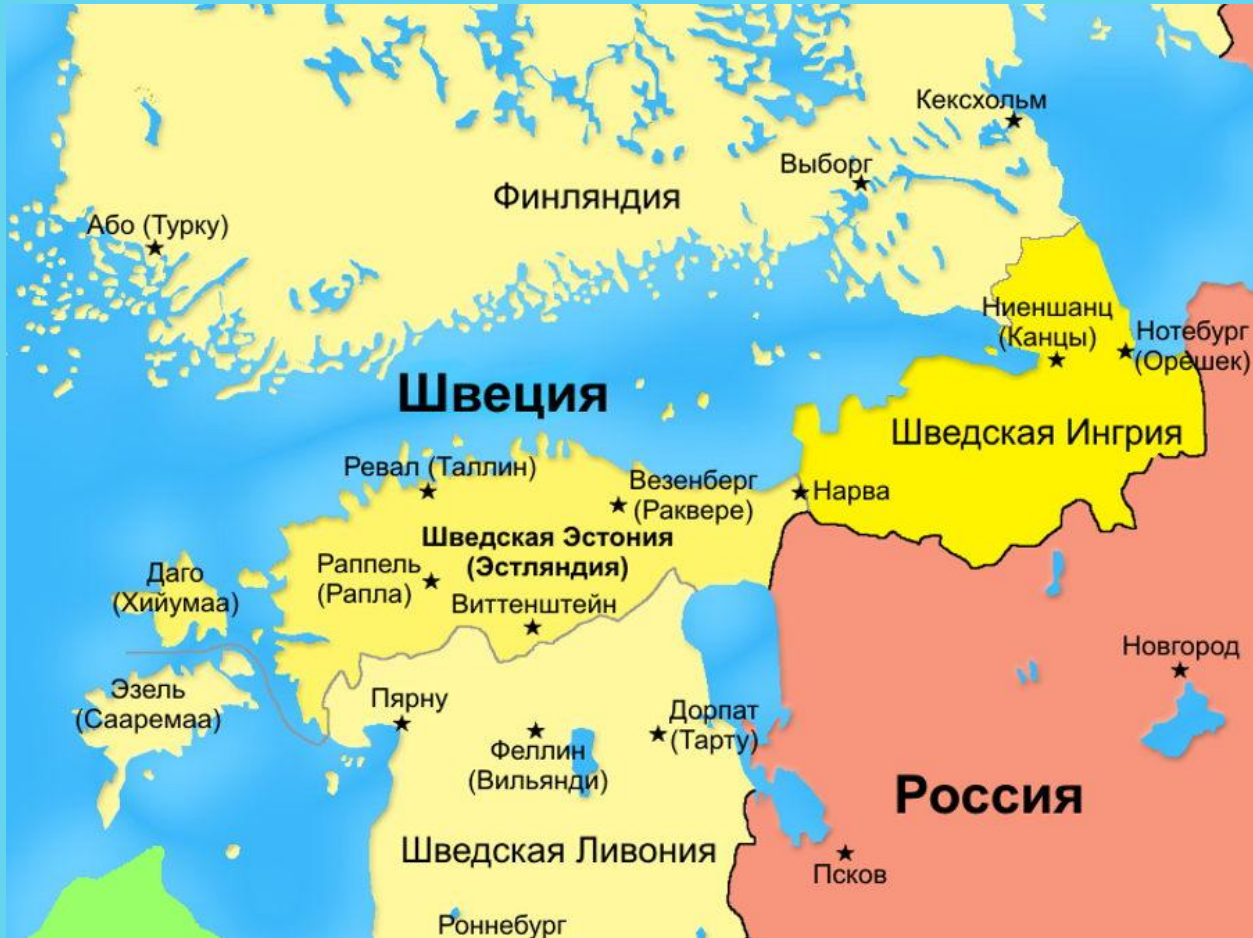 Кексхольм
Выборг
Финляндия
Або (Турку)
Ниеншанц
(Канцы)
Нотебург
(Орешек)
Швеция
Шведская Ингрия
Ревал (Таллин)
Везенберг
(Раквере)
Нарва
Шведская Эстония
(Эстляндия)
Раппель
(Рапла)
Даго
(Хийумаа)
Виттенштейн
Новгород
Эзель
(Сааремаа)
Пярну
Дорпат
(Тарту)
Феллин
(Вильянди)
Россия
Шведская Ливония
Псков
Роннебург